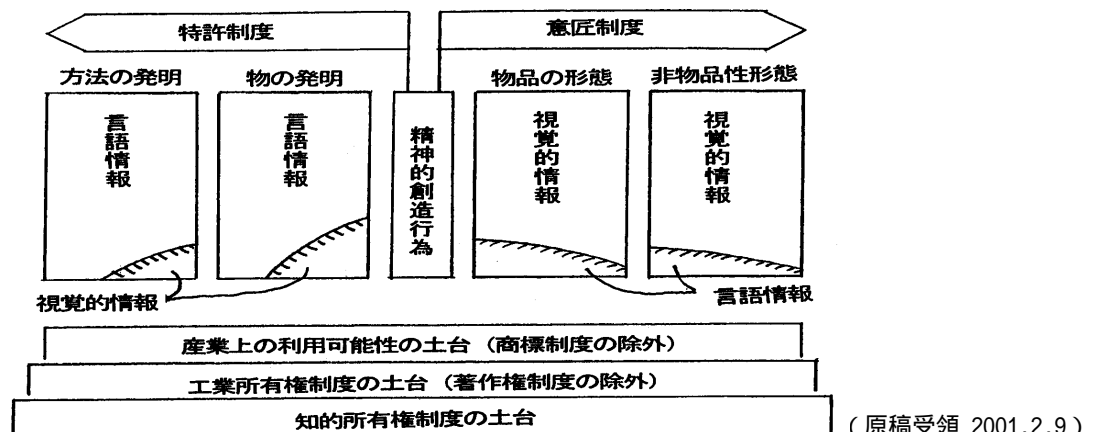 特許制度
意匠制度
方法の発明
物の発明
物品の形態
非物品性形態
言語情報
言語情報
精神的創造行為
視覚的情報
視覚的情報
視覚的情報
言語情報
産業上の利用可能性の土台（商標制度の除外）
工業所有権制度の土台（著作権制度の除外）
知的所有権制度の土台
（原稿受領 2001.2.9）